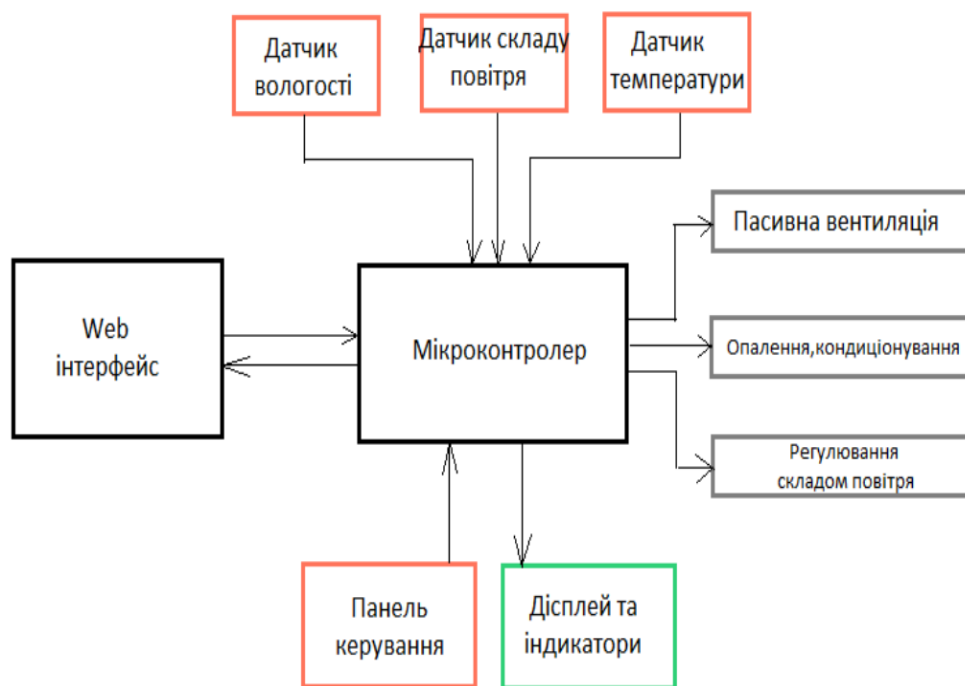 Датчик
вологості
Датчик складу
повітря
Датчик
температури
Пасивна вентиляція
Web
інтерфейс
Мікроконтролер
Опалення,кондиціонування
Регулювання
складом повітря
Панель
керування
Дісплей та
індикатори